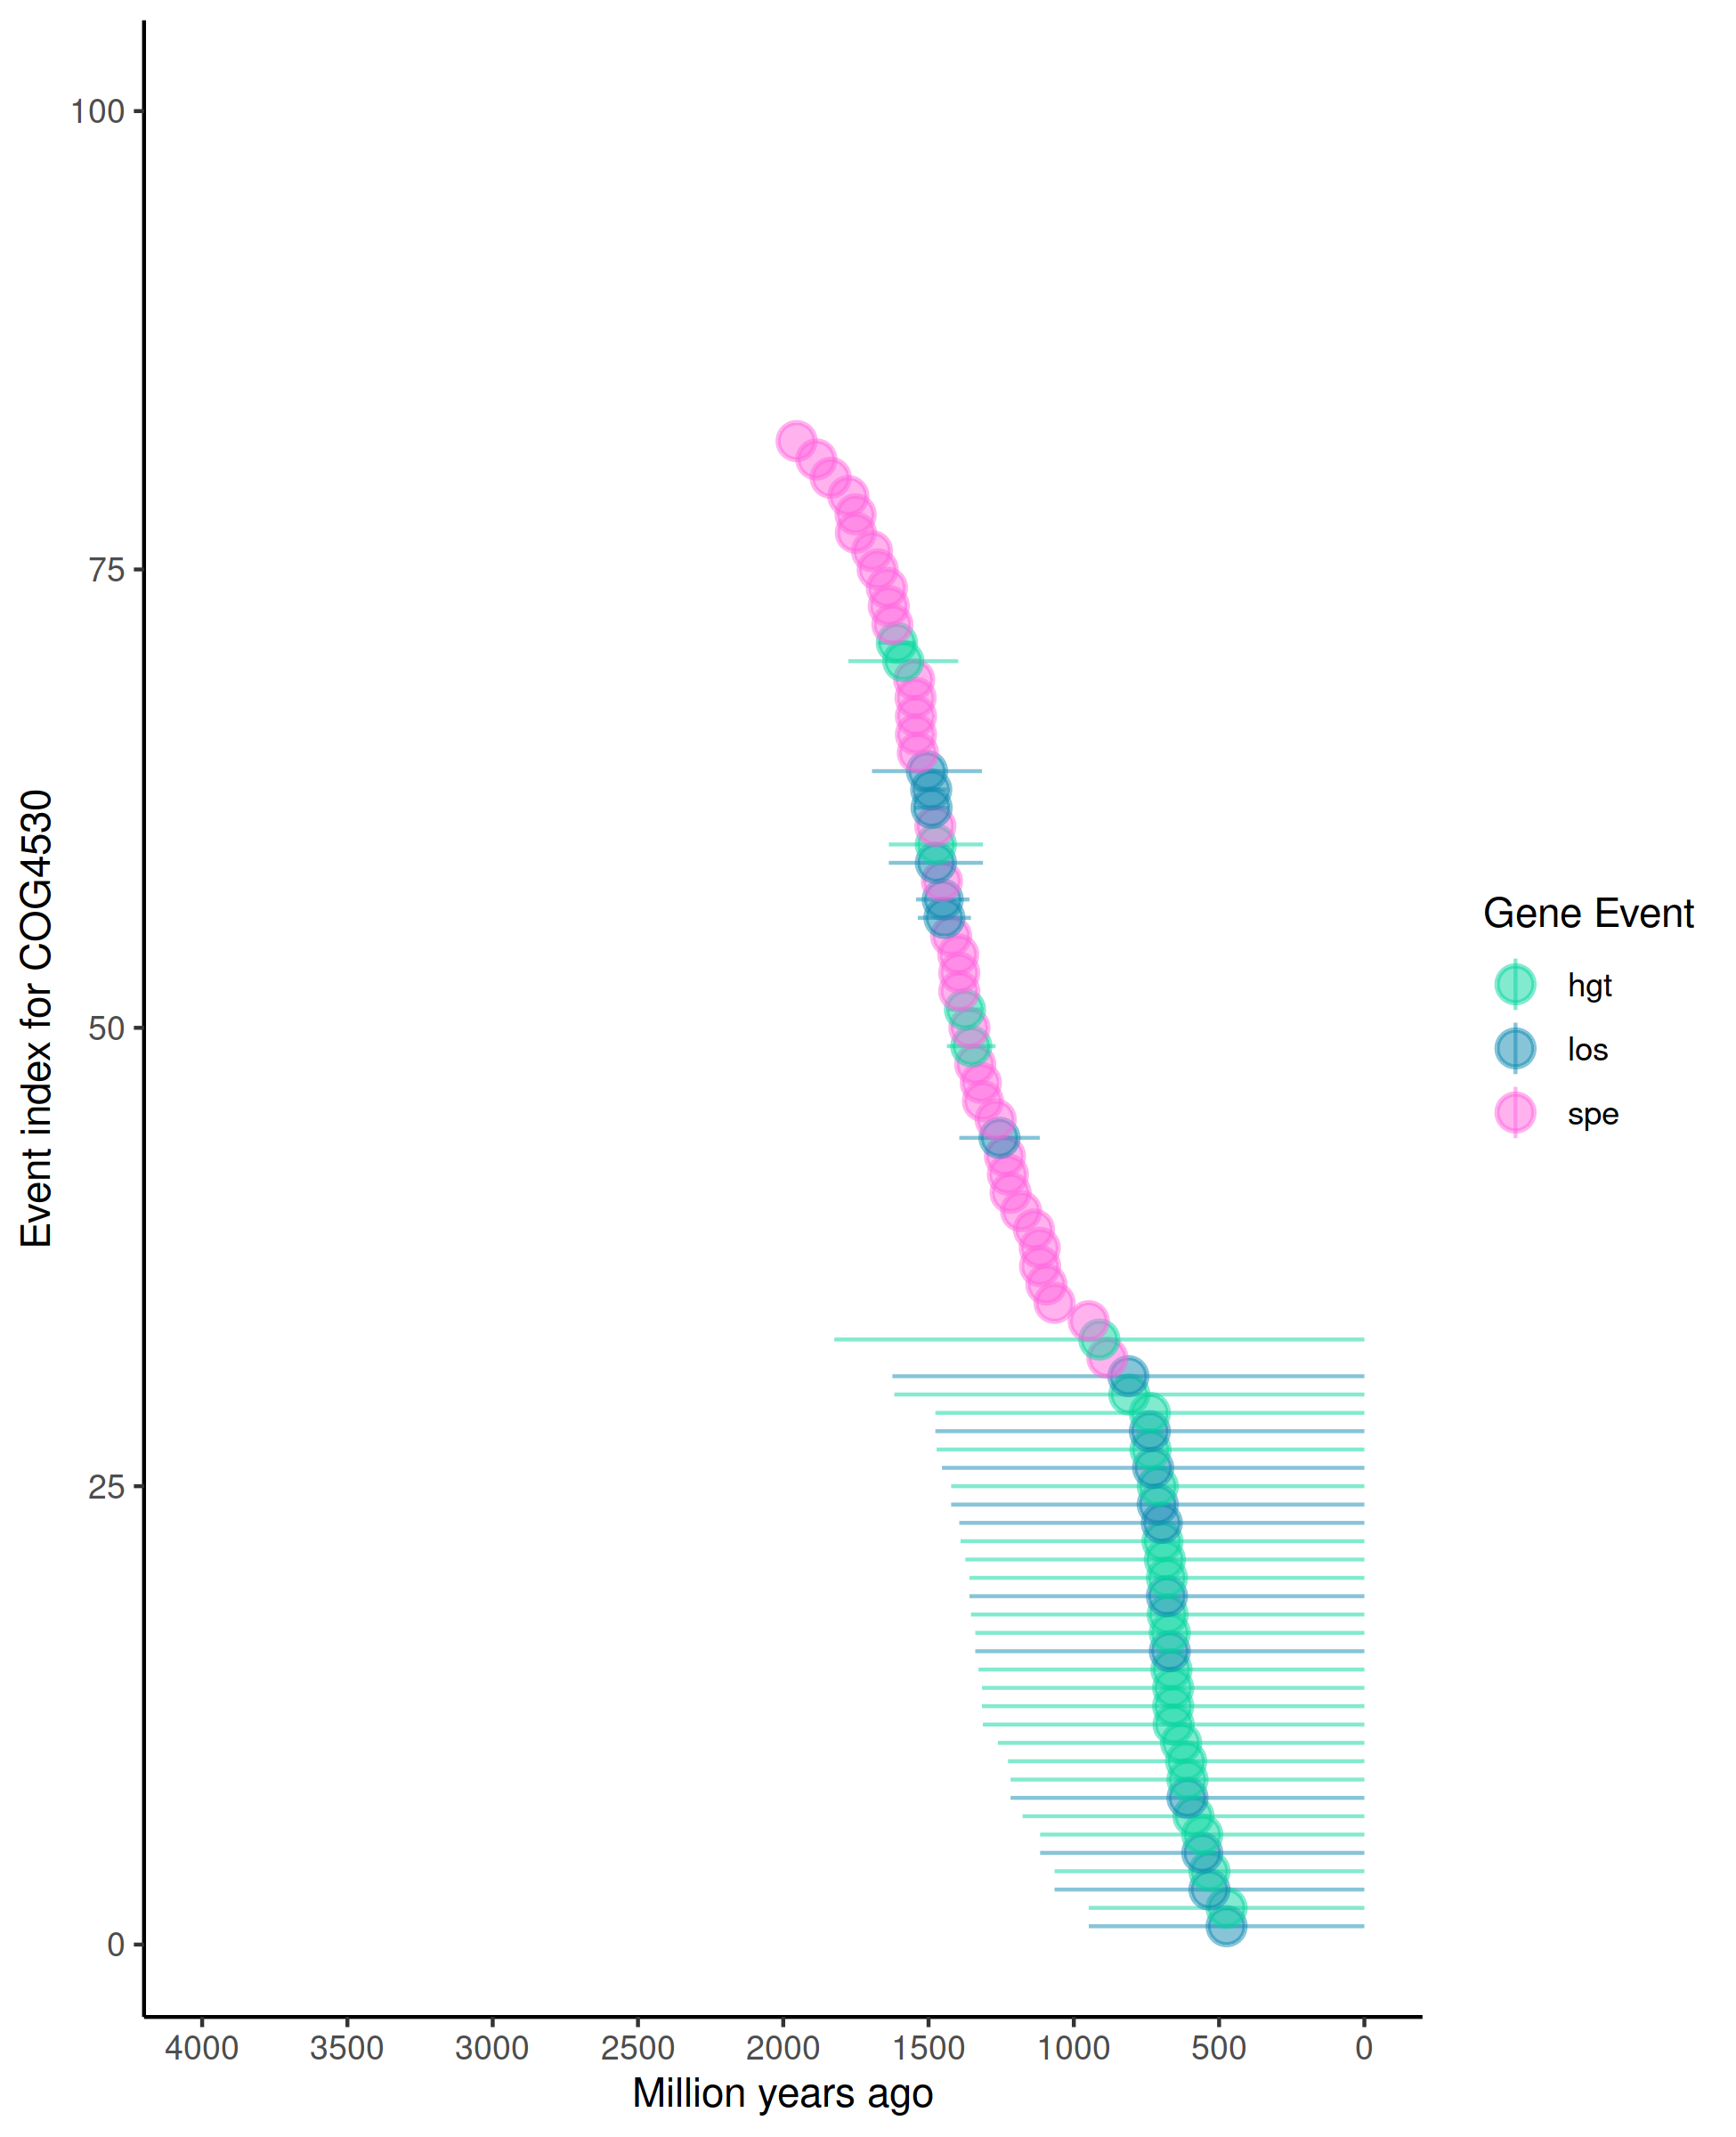 Event index for COG4530
100
75
50
25
0
4000 3500 3000 2500 2000 1500 1000 500 0
Million years ago
Gene Event
hgt
los
spe